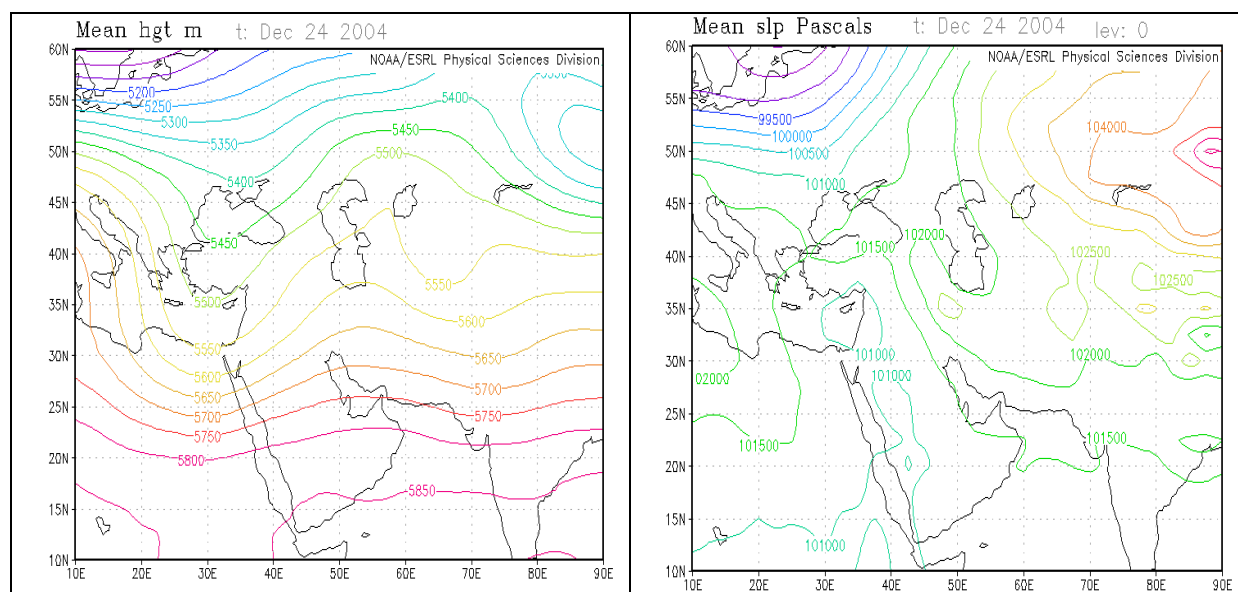 Mean hgt m t: Dec 24 2004
NOAA/ESRL Physical Sciences Division
60N
55N
50N
45N
40N
35N
30N
25N
20N
15N
10N
10E 20E 30E 40E 50E 60E 70E 80E 90E
5200
5250
5300
5350
5400
5450
5400
5450
5500
5500
5550
5550
5600
5600
5650
5650
5700
5700
5750
5750
5800
5850
Mean slp Pascals t: Dec 24 2004 lev: 0
NOAA/ESRL Physical Sciences Division
60N
55N
50N
45N
40N
35N
30N
25N
20N
15N
10N
10E 20E 30E 40E 50E 60E 70E 80E 90E
99500
100000
100500
101000
104000
101500
102000
102500
102500
101000
101000
102000
102000
101500
101500
101000